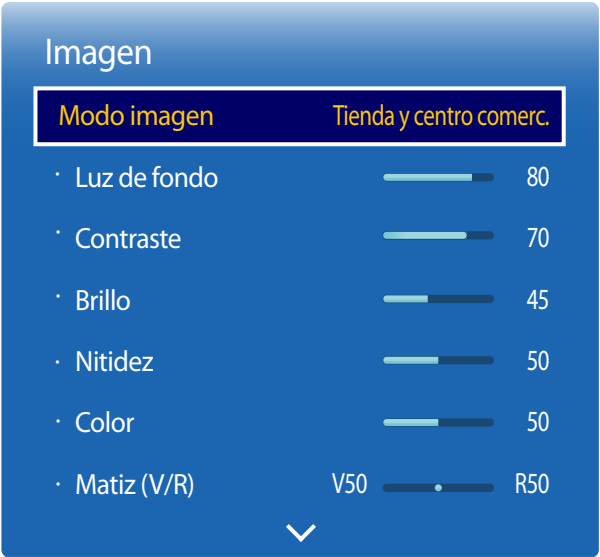 Imagen
Modo imagen Tienda y centro comerc.
· Luz de fondo 80
· Contraste 70
· Brillo 45
· Nitidez 50
· Color 50
· Matiz (V/R) V50 R50